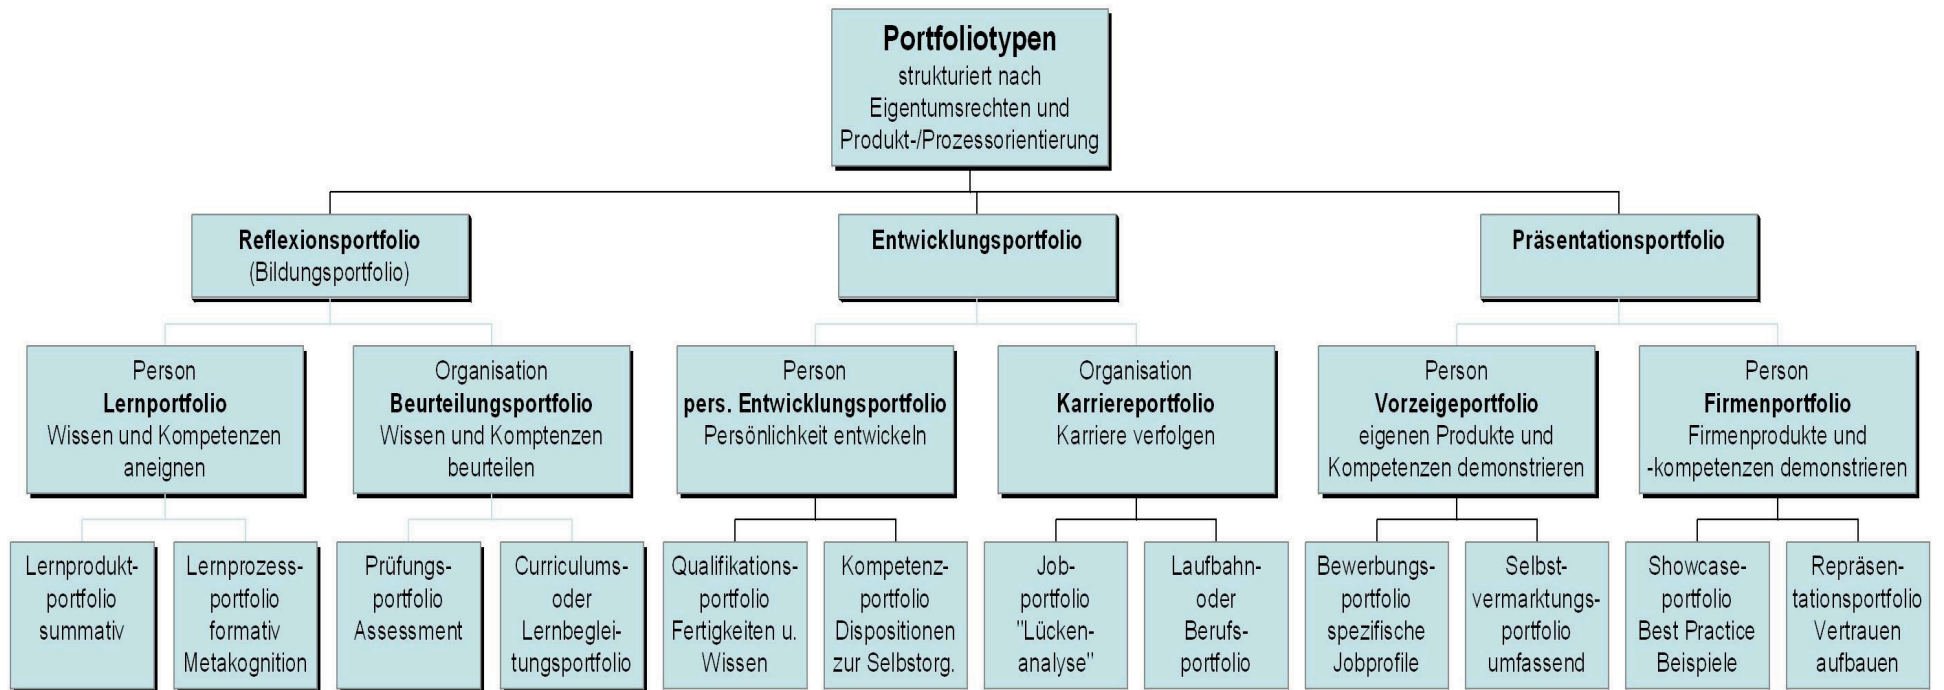 Portfoliotypen
strukturiert nach
Eigentumsrechten und
Produkt-/Prozessorientierung
Reflexionsportfolio
(Bildungsportfolio)
Entwicklungsportfolio
Präsentationsportfolio
Person
Lernportfolio
Wissen und Kompetenzen
aneignen
Organisation
Beurteilungsportfolio
Wissen und Komptenzen
beurteilen
Person
pers. Entwicklungsportfolio
Persönlichkeit entwickeln
Organisation
Karriereportfolio
Karriere verfolgen
Person
Vorzeigeportfolio
eigenen Produkte und
Kompetenzen demonstrieren
Person
Firmenportfolio
Firmenprodukte und
-kompetenzen demonstrieren
Lernprodukt-
portfolio
summativ
Lernprozess-
portfolio
formativ
Metakognition
Prüfungs-
portfolio
Assessment
Curriculums-
oder
Lernbeglei-
tungsportfolio
Qualifikations-
portfolio
Fertigkeiten u.
Wissen
Kompetenz-
portfolio
Dispositionen
zur Selbstorg.
Job-
portfolio
"Lücken-
analyse"
Laufbahn-
oder
Berufs-
portfolio
Bewerbungs-
portfolio
spezifische
Jobprofile
Selbst-
vermarktungs-
portfolio
umfassend
Showcase-
portfolio
Best Practice
Beispiele
Repräsen-
tationsportfolio
Vertrauen
aufbauen